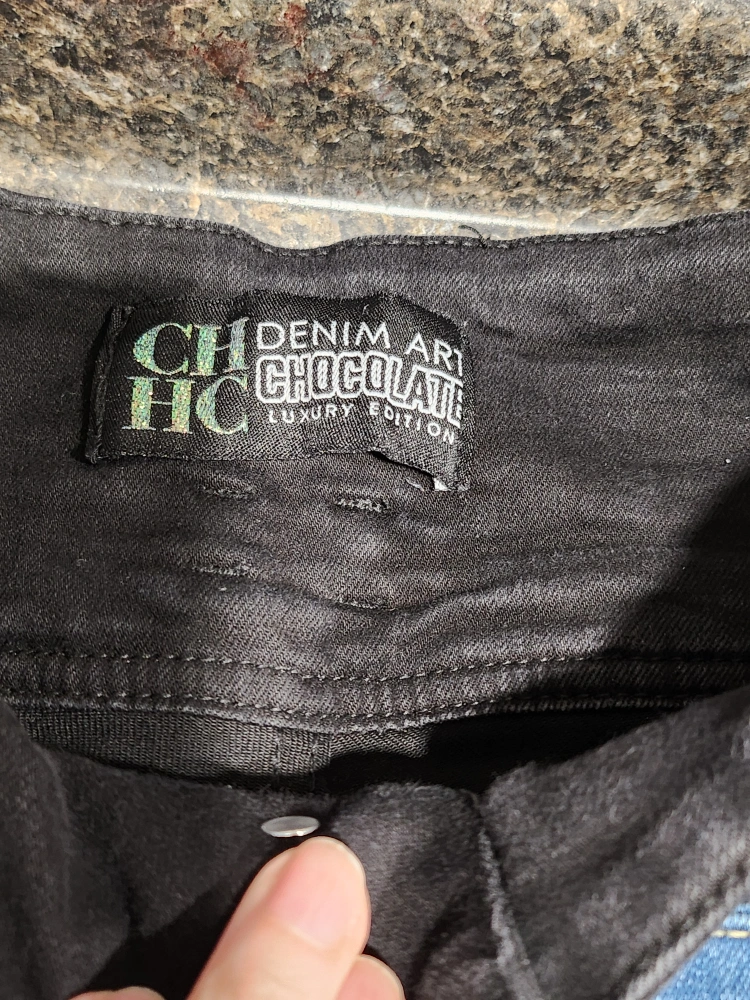 CH
HC
DENIM ART
CHOCOLATE
LUXURY EDITION